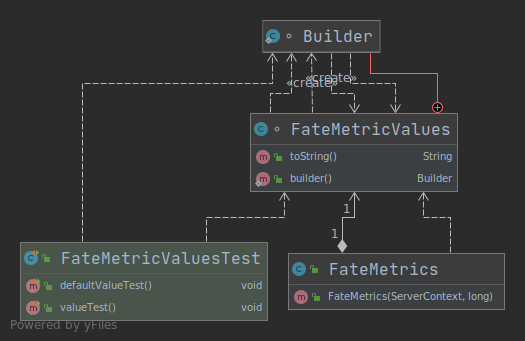 Builder
«create»
«create»
FateMetricValues
toString() String
builder() Builder
1
1
FateMetricValuesTest
defaultValueTest() void
valueTest() void
FateMetrics
FateMetrics(ServerContext, long)
Powered by yFiles